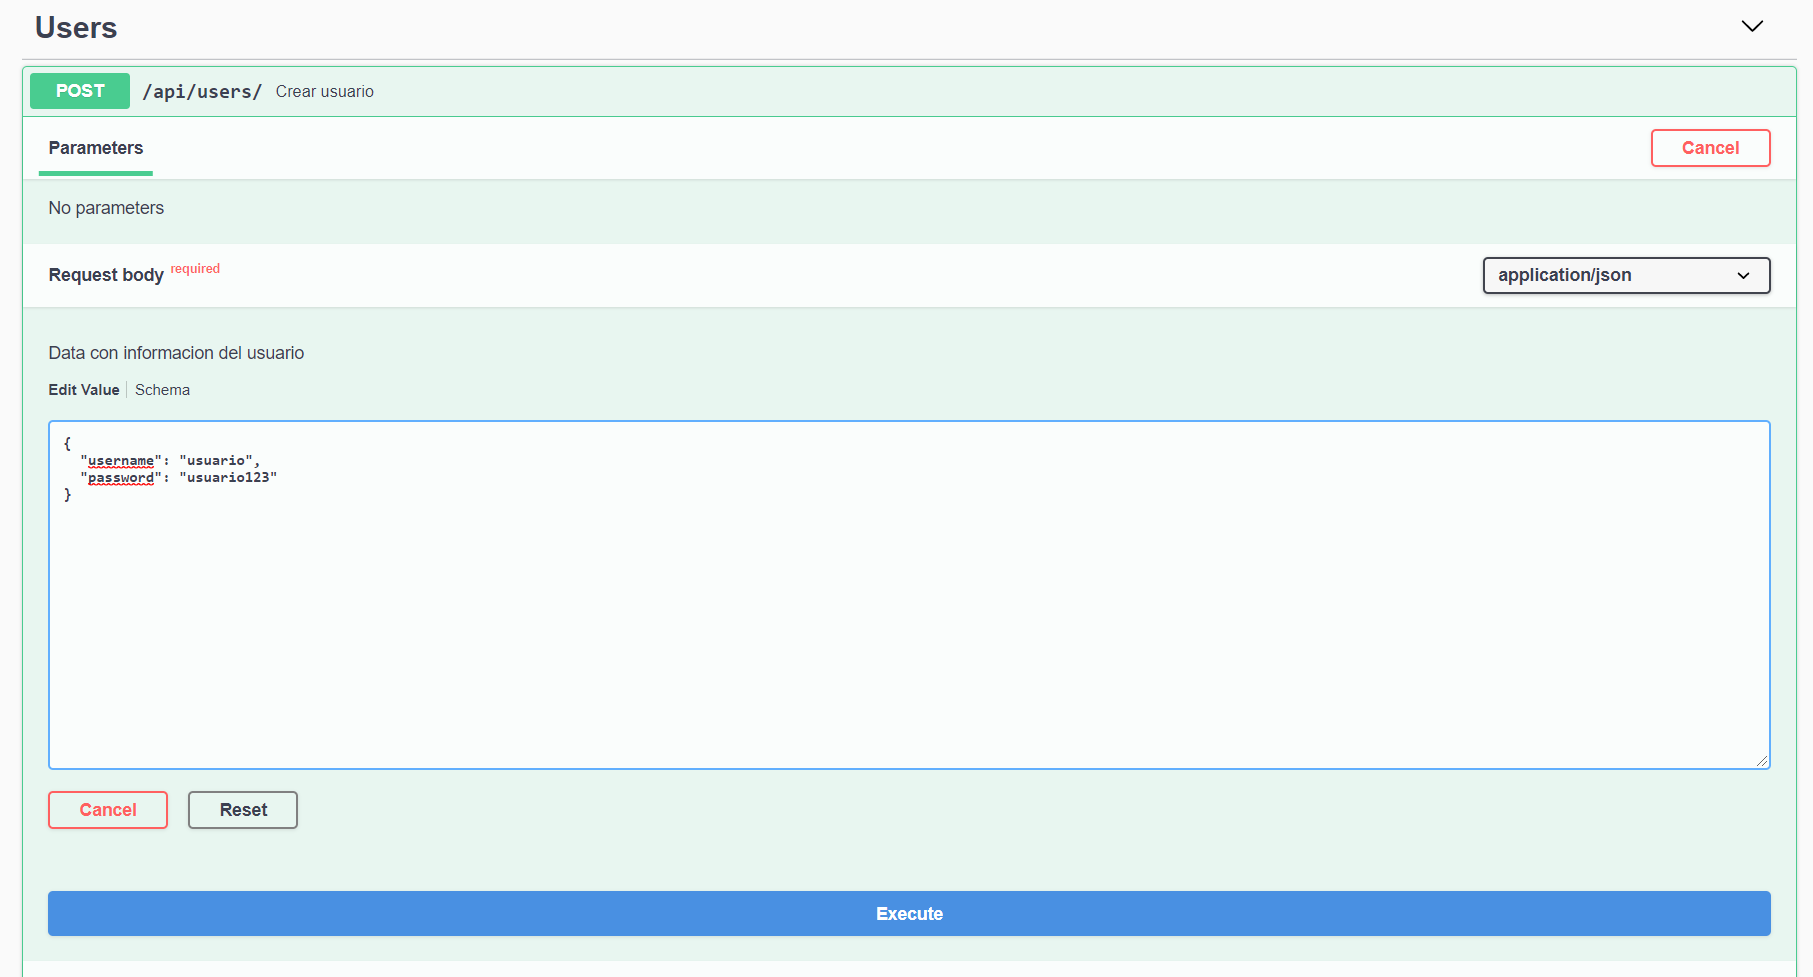 Users
POST /api/users/ Crear usuario
Parameters Cancel
No parameters
Request body required application/json
Data con informacion del usuario
Edit Value Schema
{
  "username": "usuario",
  "password": "usuario123"
}
Cancel Reset
Execute